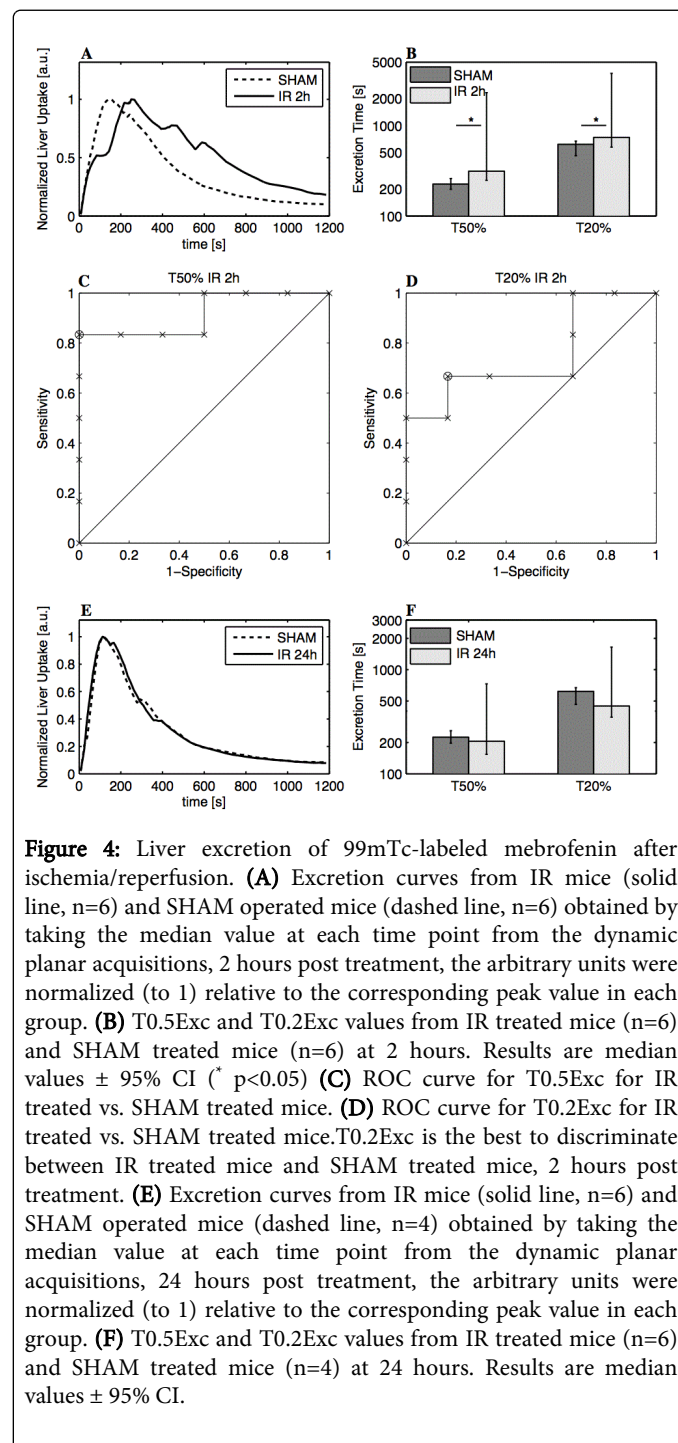 A
Normalized Liver Uptake [a.u.]
1
0.5
0
SHAM
IR 2h
0 200 400 600 800 1000 1200
time [s]
B
Excretion Time [s]
5000
2000
1000
500
200
100
SHAM
IR 2h
*
*
T50%
T20%
C
T50% IR 2h
Sensitivity
1
0.8
0.6
0.4
0.2
0
0.2 0.4 0.6 0.8 1
1−Specificity
D
T20% IR 2h
Sensitivity
1
0.8
0.6
0.4
0.2
0
0.2 0.4 0.6 0.8 1
1−Specificity
E
Normalized Liver Uptake [a.u.]
1
0.8
0.6
0.4
0.2
0
SHAM
IR 24h
0 200 400 600 800 1000 1200
time [s]
F
Excretion Time [s]
3000
2000
1000
500
200
100
SHAM
IR 24h
T50%
T20%
Figure 4: Liver excretion of 99mTc-labeled mebrofenin after
ischemia/reperfusion. (A) Excretion curves from IR mice (solid
line, n=6) and SHAM operated mice (dashed line, n=6) obtained by
taking the median value at each time point from the dynamic
planar acquisitions, 2 hours post treatment, the arbitrary units were
normalized (to 1) relative to the corresponding peak value in each
group. (B) T0.5Exc and T0.2Exc values from IR treated mice (n=6)
and SHAM treated mice (n=6) at 2 hours. Results are median
values ± 95% CI (* p<0.05) (C) ROC curve for T0.5Exc for IR
treated vs. SHAM treated mice. (D) ROC curve for T0.2Exc for IR
treated vs. SHAM treated mice.T0.2Exc is the best to discriminate
between IR treated mice and SHAM treated mice, 2 hours post
treatment. (E) Excretion curves from IR mice (solid line, n=6) and
SHAM operated mice (dashed line, n=4) obtained by taking the
median value at each time point from the dynamic planar
acquisitions, 24 hours post treatment, the arbitrary units were
normalized (to 1) relative to the corresponding peak value in each
group. (F) T0.5Exc and T0.2Exc values from IR treated mice (n=6)
and SHAM treated mice (n=4) at 24 hours. Results are median
values ± 95% CI.